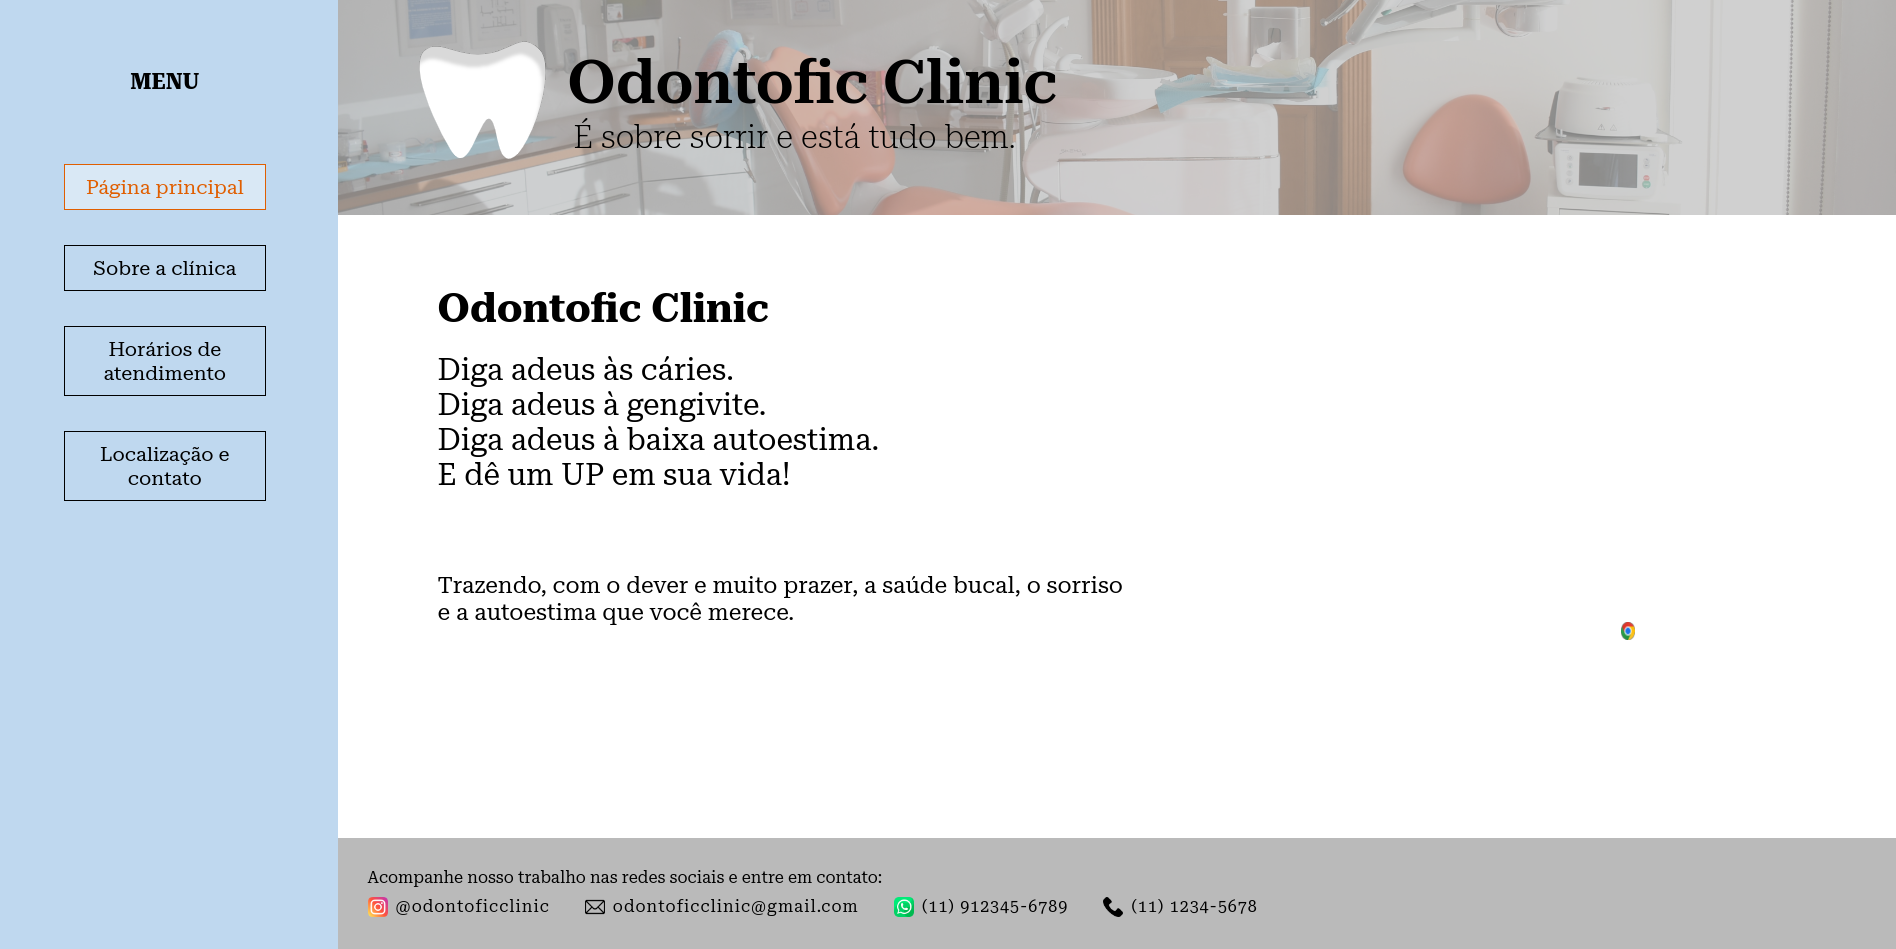 MENU
Página principal
Sobre a clínica
Horários de
atendimento
Localização e
contato
Odontofic Clinic
É sobre sorrir e está tudo bem.
Odontofic Clinic
Diga adeus às cáries.
Diga adeus à gengivite.
Diga adeus à baixa autoestima.
E dê um UP em sua vida!
Trazendo, com o dever e muito prazer, a saúde bucal, o sorriso
e a autoestima que você merece.
Acompanhe nosso trabalho nas redes sociais e entre em contato:
@odontoficclinic odontoficclinic@gmail.com (11) 912345-6789 (11) 1234-5678